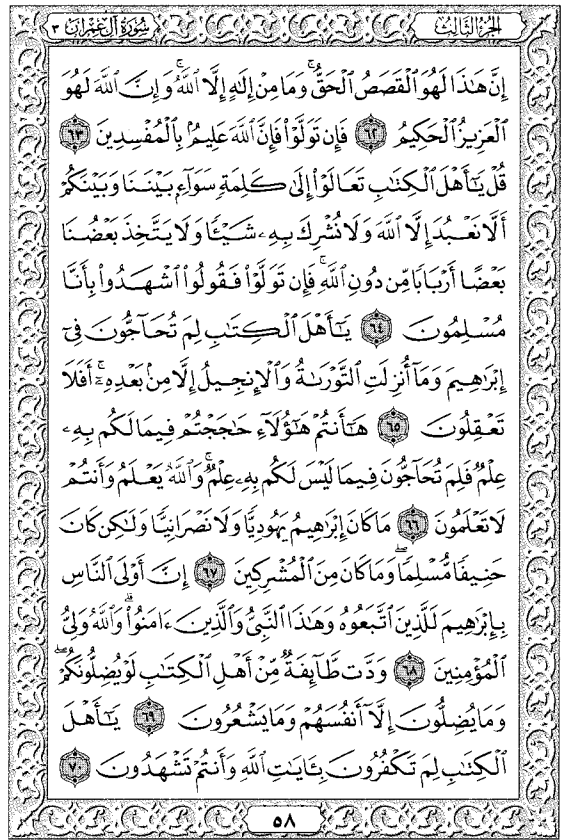 الجزء الثالث
سورة آل عمران ٣
إِنَّ هَٰذَا لَهُوَ ٱلْقَصَصُ ٱلْحَقُّ ۚ وَمَا مِنْ إِلَٰهٍ إِلَّا ٱللَّهُ ۚ وَإِنَّ ٱللَّهَ لَهُوَ
ٱلْعَزِيزُ ٱلْحَكِيمُ ٦٢ فَإِن تَوَلَّوْا۟ فَإِنَّ ٱللَّهَ عَلِيمٌۢ بِٱلْمُفْسِدِينَ ٦٣
قُلْ يَٰٓأَهْلَ ٱلْكِتَٰبِ تَعَالَوْا۟ إِلَىٰ كَلِمَةٍ سَوَآءٍۭ بَيْنَنَا وَبَيْنَكُمْ
أَلَّا نَعْبُدَ إِلَّا ٱللَّهَ وَلَا نُشْرِكَ بِهِۦ شَيْـًٔا وَلَا يَتَّخِذَ بَعْضُنَا
بَعْضًا أَرْبَابًا مِّن دُونِ ٱللَّهِ ۚ فَإِن تَوَلَّوْا۟ فَقُولُوا۟ ٱشْهَدُوا۟ بِأَنَّا
مُسْلِمُونَ ٦٤ يَٰٓأَهْلَ ٱلْكِتَٰبِ لِمَ تُحَآجُّونَ فِىٓ
إِبْرَٰهِيمَ وَمَآ أُنزِلَتِ ٱلتَّوْرَىٰةُ وَٱلْإِنجِيلُ إِلَّا مِنۢ بَعْدِهِۦٓ ۚ أَفَلَا
تَعْقِلُونَ ٦٥ هَٰٓأَنتُمْ هَٰٓؤُلَآءِ حَٰجَجْتُمْ فِيمَا لَكُم بِهِۦ
عِلْمٌ فَلِمَ تُحَآجُّونَ فِيمَا لَيْسَ لَكُم بِهِۦ عِلْمٌ ۚ وَٱللَّهُ يَعْلَمُ وَأَنتُمْ
لَا تَعْلَمُونَ ٦٦ مَا كَانَ إِبْرَٰهِيمُ يَهُودِيًّا وَلَا نَصْرَانِيًّا وَلَٰكِن كَانَ
حَنِيفًا مُّسْلِمًا ۖ وَمَا كَانَ مِنَ ٱلْمُشْرِكِينَ ٦٧ إِنَّ أَوْلَى ٱلنَّاسِ
بِإِبْرَٰهِيمَ لَلَّذِينَ ٱتَّبَعُوهُ وَهَٰذَا ٱلنَّبِىُّ وَٱلَّذِينَ ءَامَنُوا۟ ۗ وَٱللَّهُ وَلِىُّ
ٱلْمُؤْمِنِينَ ٦٨ وَدَّت طَّآئِفَةٌ مِّنْ أَهْلِ ٱلْكِتَٰبِ لَوْ يُضِلُّونَكُمْ ۖ
وَمَا يُضِلُّونَ إِلَّآ أَنفُسَهُمْ وَمَا يَشْعُرُونَ ٦٩ يَٰٓأَهْلَ
ٱلْكِتَٰبِ لِمَ تَكْفُرُونَ بِـَٔايَٰتِ ٱللَّهِ وَأَنتُمْ تَشْهَدُونَ ٧٠
٥٨